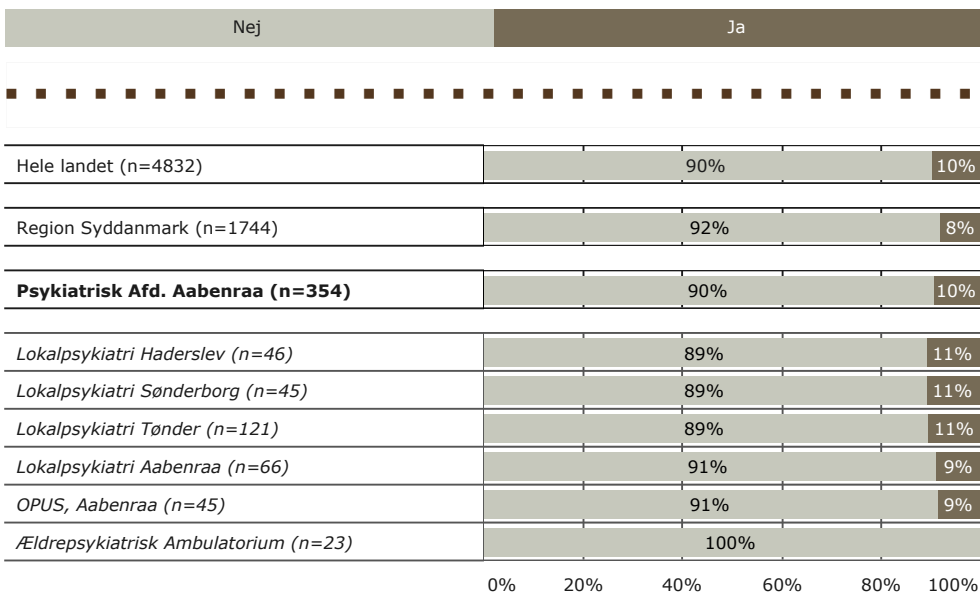 Nej Ja
Hele landet (n=4832) 90% 10%
Region Syddanmark (n=1744) 92% 8%
Psykiatrisk Afd. Aabenraa (n=354) 90% 10%
Lokalpsykiatri Haderslev (n=46) 89% 11%
Lokalpsykiatri Sønderborg (n=45) 89% 11%
Lokalpsykiatri Tønder (n=121) 89% 11%
Lokalpsykiatri Aabenraa (n=66) 91% 9%
OPUS, Aabenraa (n=45) 91% 9%
Ældrepsykiatrisk Ambulatorium (n=23) 100%
0% 20% 40% 60% 80% 100%